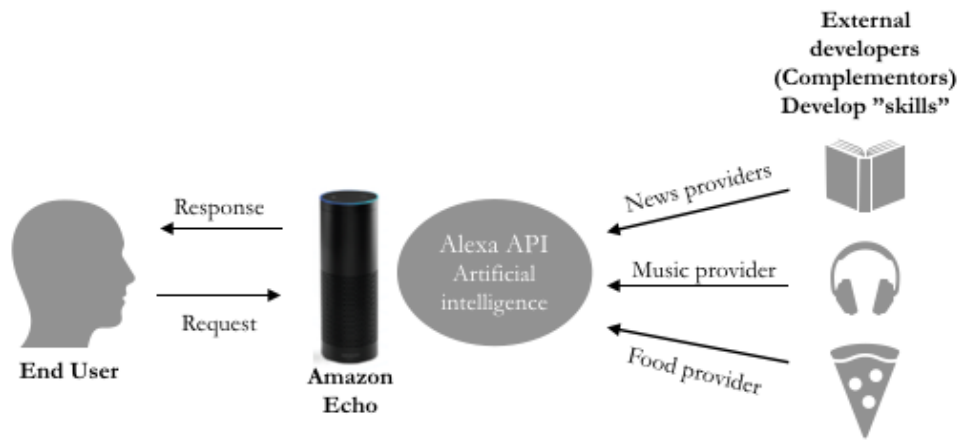 External
developers
(Complementors)
Develop ”skills”
News providers
Response
Alexa API
Artificial
intelligence
Music provider
Request
Food provider
End User
Amazon
Echo